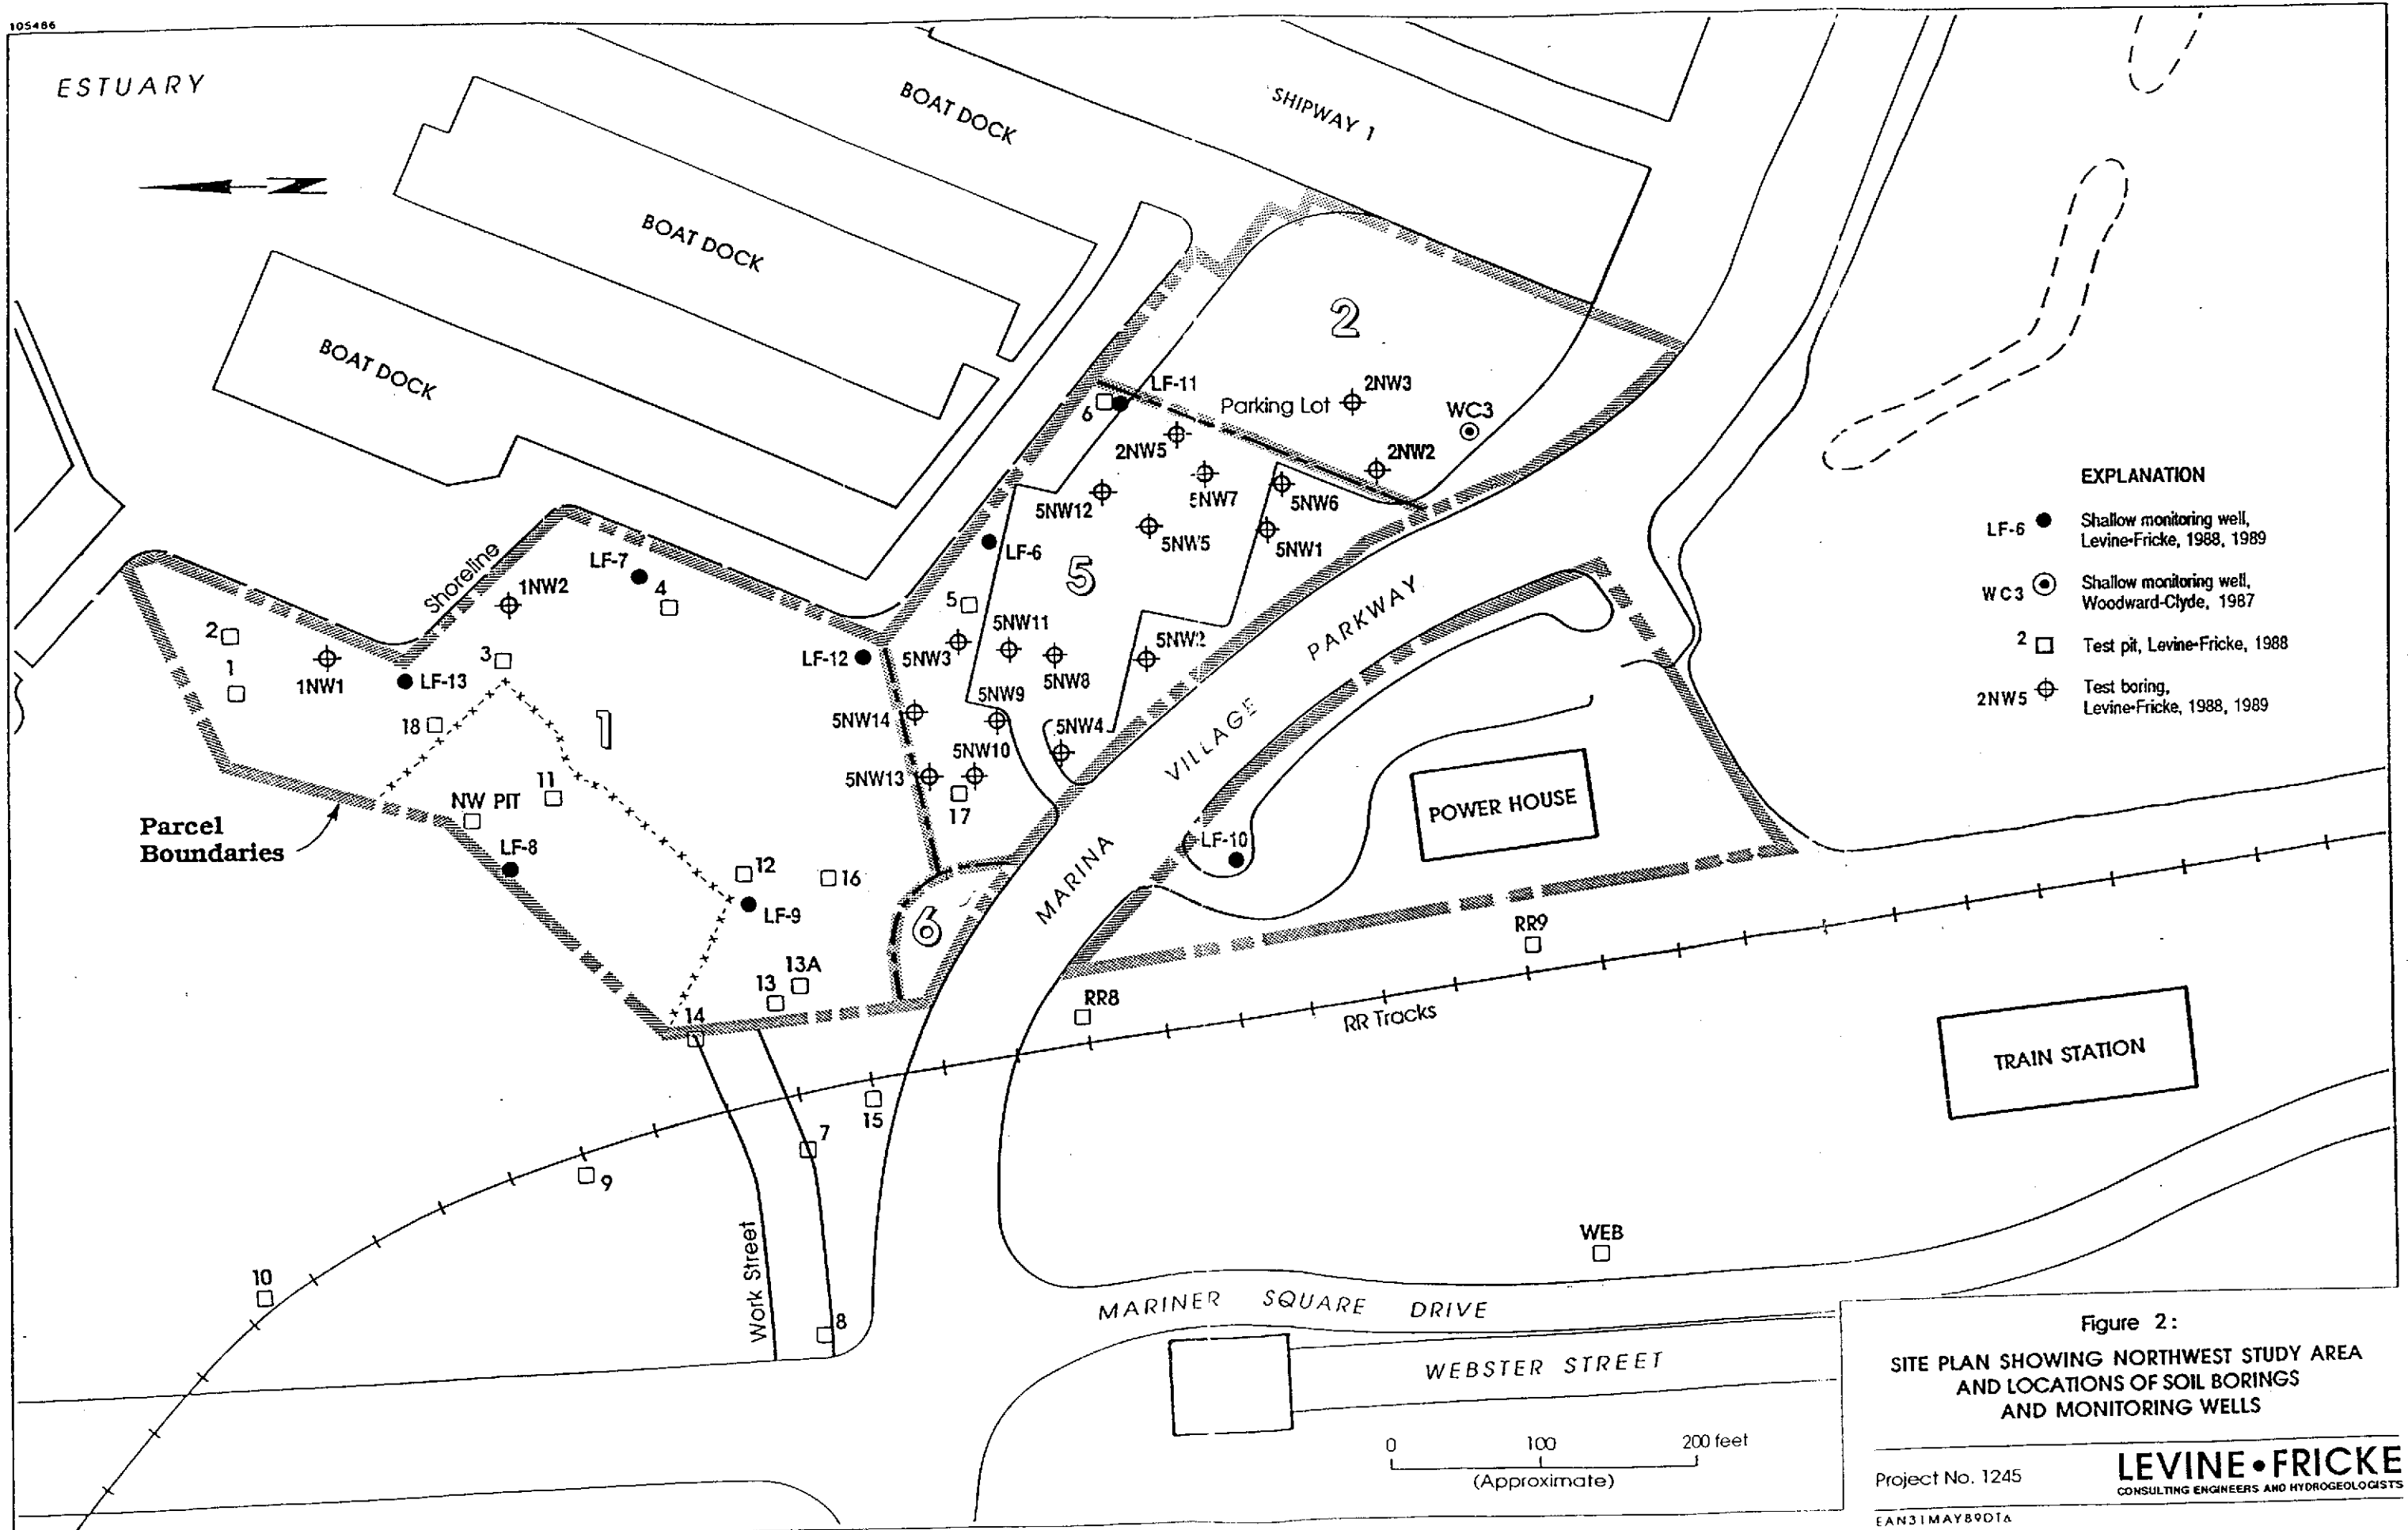 105486
ESTUARY
N
BOAT DOCK
SHIPWAY 1
BOAT DOCK
BOAT DOCK
2
LF-11
6
Parking Lot
2NW3
WC3
2NW5
2NW2
5NW7
5NW6
5NW12
5NW5
5NW1
LF-6
5
Shoreline
LF-7
1NW2
4
5
5NW11
2
1
3
LF-12
5NW3
5NW8
5NW2
1NW1
LF-13
5NW9
18
1
5NW14
5NW4
5NW10
5NW13
17
NW PIT
11
Parcel
Boundaries
LF-8
12
16
LF-9
6
13A
13
14
MARINA VILLAGE PARKWAY
LF-10
POWER HOUSE
RR9
RR8
RR Tracks
TRAIN STATION
15
7
9
10
Work Street
8
WEB
MARINER SQUARE DRIVE
WEBSTER STREET
0 100 200 feet
(Approximate)
EXPLANATION
LF-6 Shallow monitoring well,
Levine-Fricke, 1988, 1989
WC3 Shallow monitoring well,
Woodward-Clyde, 1987
2 Test pit, Levine-Fricke, 1988
2NW5 Test boring,
Levine-Fricke, 1988, 1989
Figure 2:
SITE PLAN SHOWING NORTHWEST STUDY AREA
AND LOCATIONS OF SOIL BORINGS
AND MONITORING WELLS
Project No. 1245
LEVINE•FRICKE
CONSULTING ENGINEERS AND HYDROGEOLOGISTS
EAN31MAY89DTA